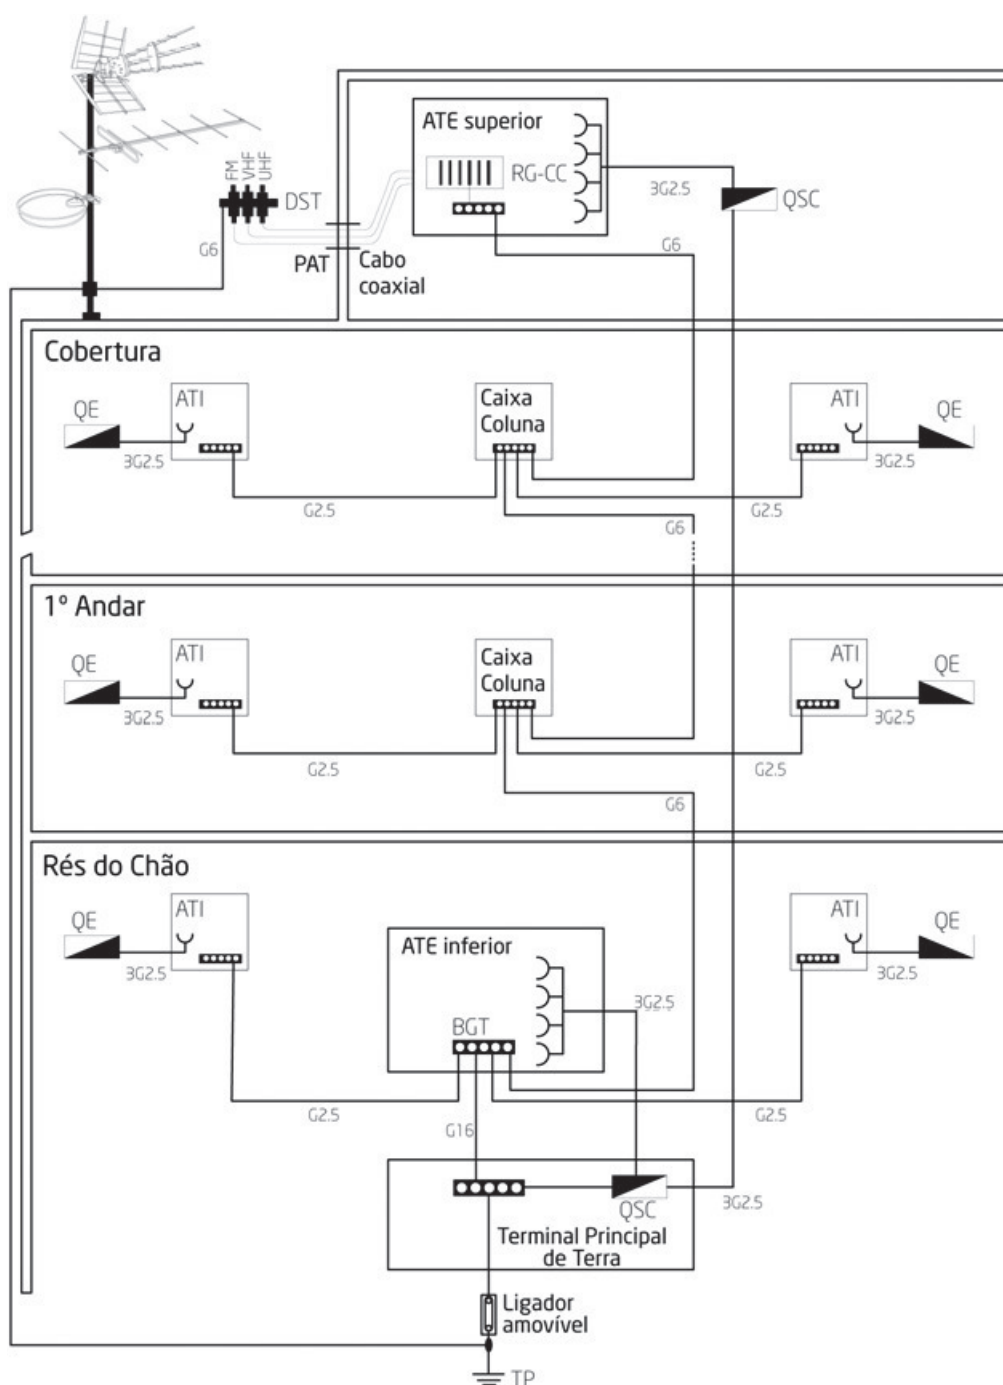 ATE superior
FM
VHF
UHF
DST
RG-CC
3G2.5
QSC
G6
G6
PAT
Cabo
coaxial
Cobertura
QE
ATI
3G2.5
Caixa
Coluna
ATI
QE
3G2.5
G2.5
G6
G2.5
1º Andar
QE
ATI
3G2.5
Caixa
Coluna
ATI
QE
3G2.5
G2.5
G2.5
G6
Rés do Chão
QE
ATI
3G2.5
ATE inferior
ATI
QE
3G2.5
3G2.5
BGT
G2.5
G2.5
G16
QSC
3G2.5
Terminal Principal
de Terra
Ligador
amovível
TP